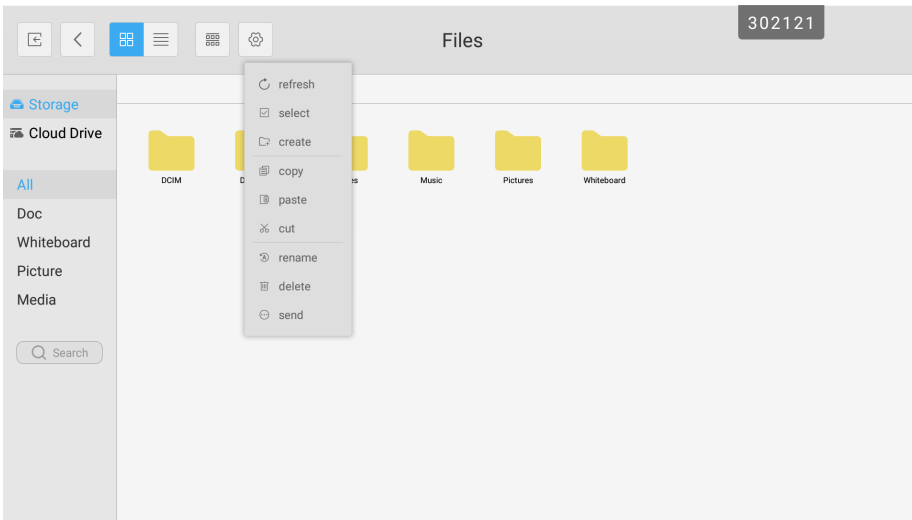 Files
302121
Storage
Cloud Drive
All
Doc
Whiteboard
Picture
Media
Search
refresh
select
create
copy
paste
cut
rename
delete
send
DCIM
Music
Pictures
Whiteboard